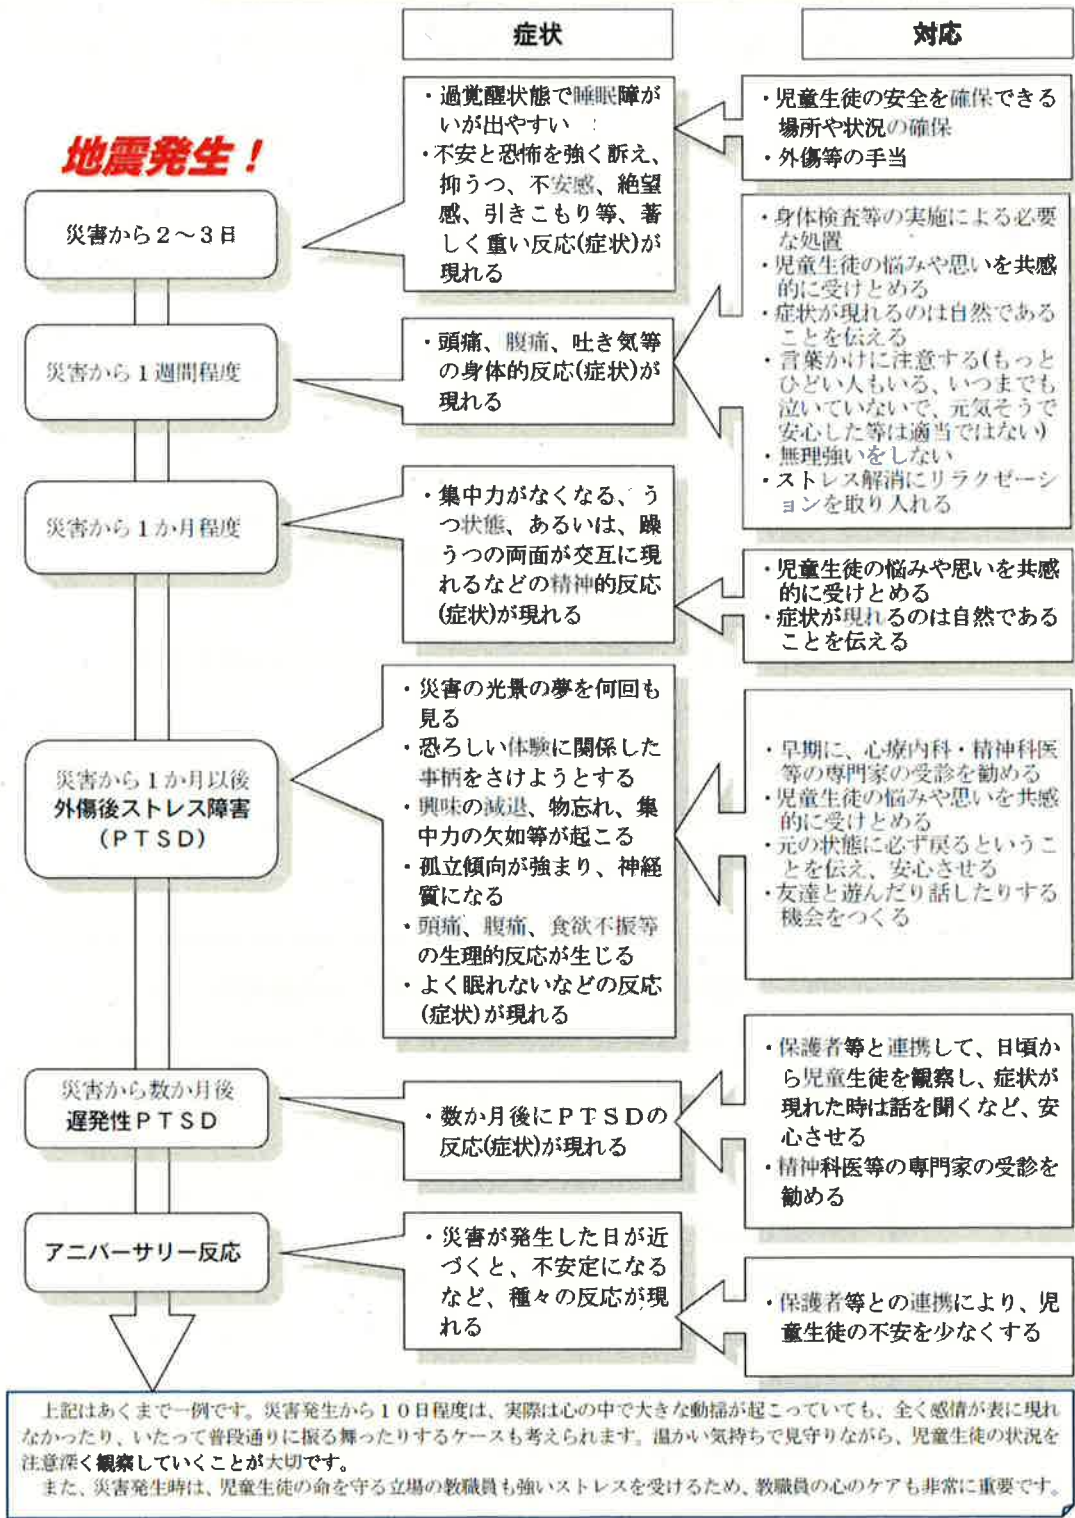 症状
対応
地震発生！
災害から２～３日
・過覚醒状態で睡眠障が
いが出やすい
・不安と恐怖を強く訴え、
抑うつ、不安感、絶望
感、引きこもり等、著
しく重い反応(症状)が
現れる
・児童生徒の安全を確保できる
場所や状況の確保
・外傷等の手当
災害から１週間程度
・頭痛、腹痛、吐き気等
の身体的反応(症状)が
現れる
・身体検査等の実施による必要
な処置
・児童生徒の悩みや思いを共感
的に受けとめる
・症状が現れるのは自然である
ことを伝える
・言葉かけに注意する(もっと
ひどい人もいる、いつまでも
泣いていないで、元気そうで
安心した等は適当ではない)
・無理強いをしない
・ストレス解消にリラクゼーシ
ョンを取り入れる
災害から１か月程度
・集中力がなくなる、う
つ状態、あるいは、躁
うつの両面が交互に現
れるなどの精神的反応
(症状)が現れる
・児童生徒の悩みや思いを共感
的に受けとめる
・症状が現れるのは自然である
ことを伝える
災害から１か月以後
外傷後ストレス障害
（ＰＴＳＤ）
・災害の光景の夢を何回も
見る
・恐ろしい体験に関係した
事柄をさけようとする
・興味の減退、物忘れ、集
中力の欠如等が起こる
・孤立傾向が強まり、神経
質になる
・頭痛、腹痛、食欲不振等
の生理的反応が生じる
・よく眠れないなどの反応
(症状)が現れる
・早期に、心療内科・精神科医
等の専門家の受診を勧める
・児童生徒の悩みや思いを共感
的に受けとめる
・元の状態に必ず戻るというこ
とを伝え、安心させる
・友達と遊んだり話したりする
機会をつくる
災害から数か月後
遅発性ＰＴＳＤ
・数か月後にＰＴＳＤの
反応(症状)が現れる
・保護者等と連携して、日頃か
ら児童生徒を観察し、症状が
現れた時は話を聞くなど、安
心させる
・精神科医等の専門家の受診を
勧める
アニバーサリー反応
・災害が発生した日が近
づくと、不安定になる
など、種々の反応が現
れる
・保護者等との連携により、児
童生徒の不安を少なくする
上記はあくまで一例です。災害発生から１０日程度は、実際は心の中で大きな動揺が起こっていても、全く感情が表に現れ
なかったり、いたって普段通りに振る舞ったりするケースも考えられます。温かい気持ちで見守りながら、児童生徒の状況を
注意深く観察していくことが大切です。
また、災害発生時は、児童生徒の命を守る立場の教職員も強いストレスを受けるため、教職員の心のケアも非常に重要です。